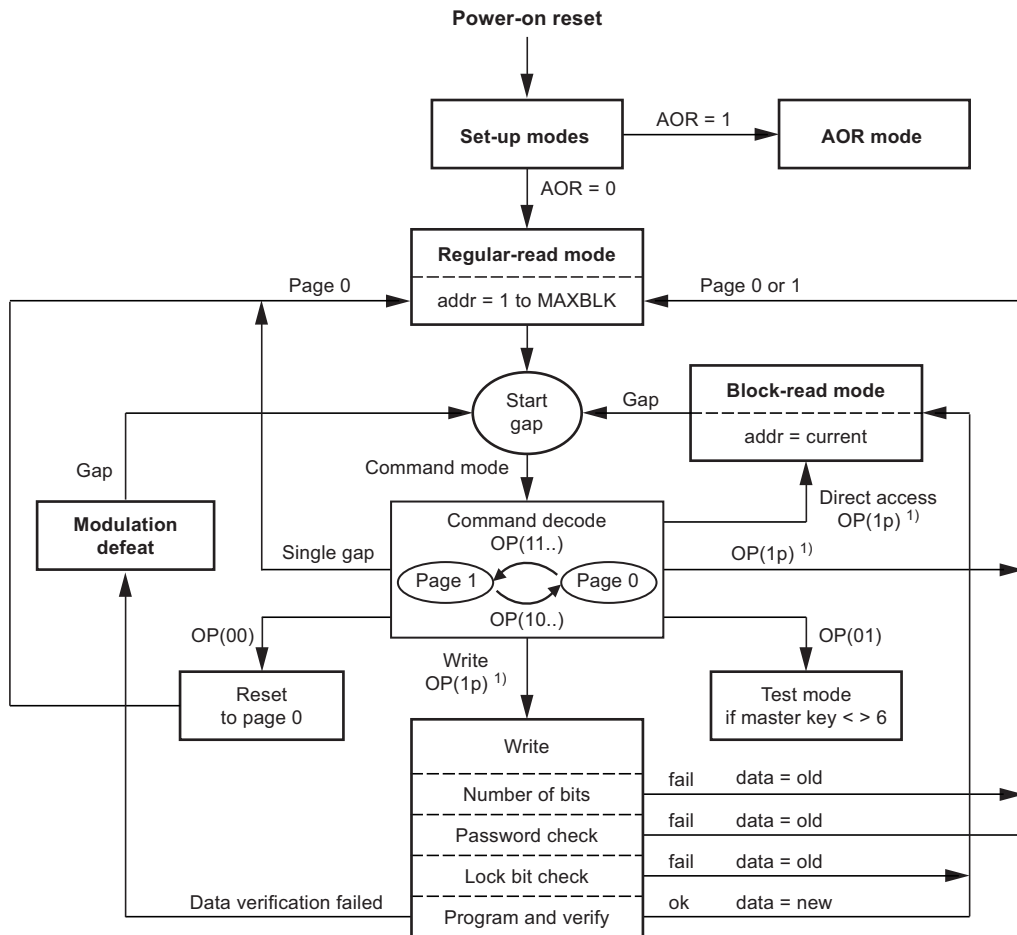 Power-on reset
AOR = 1
Set-up modes
AOR mode
AOR = 0
Regular-read mode
Page 0
Page 0 or 1
addr = 1 to MAXBLK
Block-read mode
Start
gap
Gap
addr = current
Gap
Command mode
Direct access
OP(1p) 1)
Modulation
defeat
Command decode
OP(11..)
Single gap
OP(1p) 1)
Page 1
Page 0
OP(10..)
OP(00)
OP(01)
Write
OP(1p) 1)
Reset
to page 0
Test mode
if master key < > 6
Write
fail data = old
Number of bits
fail data = old
Password check
fail data = old
Lock bit check
Data verification failed
ok data = new
Program and verify